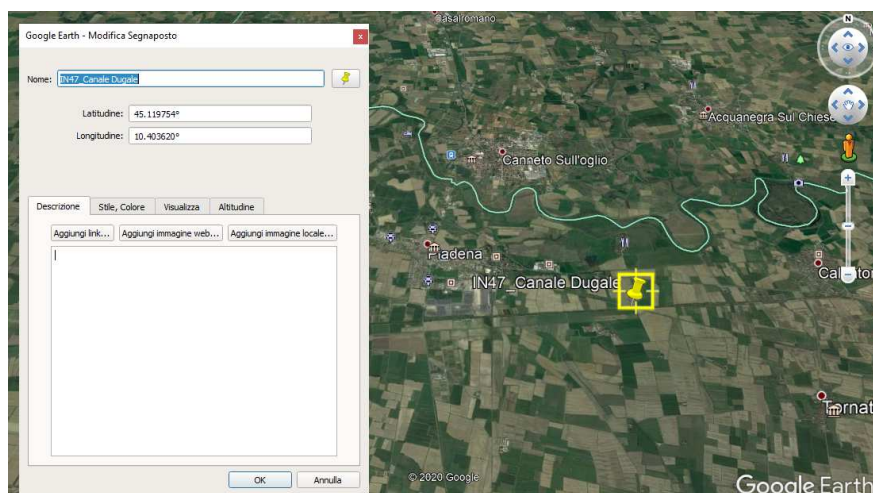 Google Earth - Modifica Segnaposto
x
Nome: IN47_Canale Dugale
Latitudine: 45.119754°
Longitudine: 10.403620°
Descrizione Stile, Colore Visualizza Altitudine
Aggiungi link... Aggiungi immagine web... Aggiungi immagine locale...
OK Annulla
Casalromano
N
Acquanegra Sul Chiese
Canneto Sull'oglio
Piadena
IN47_Canale Dugale
Tornat
© 2020 Google
Google Earth